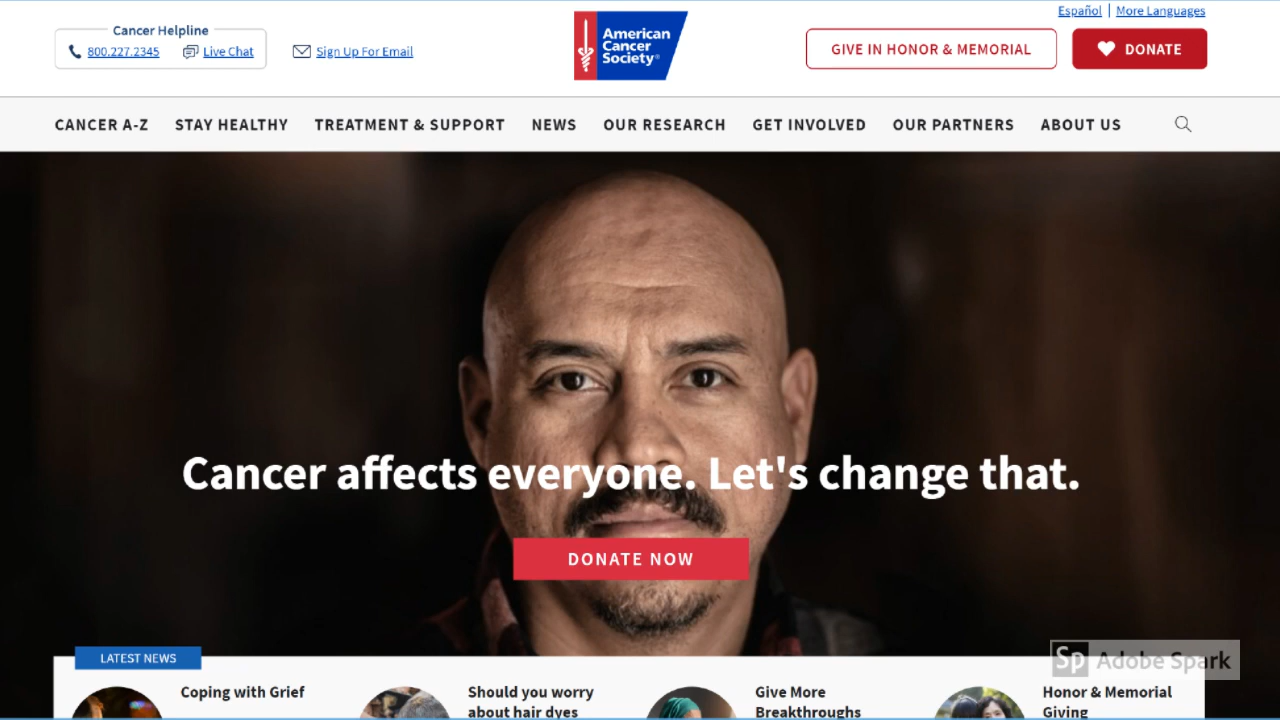 Español | More Languages
Cancer Helpline
800.227.2345 Live Chat Sign Up For Email
American
Cancer
Society®
GIVE IN HONOR & MEMORIAL
DONATE
CANCER A-Z STAY HEALTHY TREATMENT & SUPPORT NEWS OUR RESEARCH GET INVOLVED OUR PARTNERS ABOUT US
Cancer affects everyone. Let's change that.
DONATE NOW
LATEST NEWS
Sp Adobe Spark
Coping with Grief
Should you worry
about hair dyes
Give More
Breakthroughs
Honor & Memorial
Giving